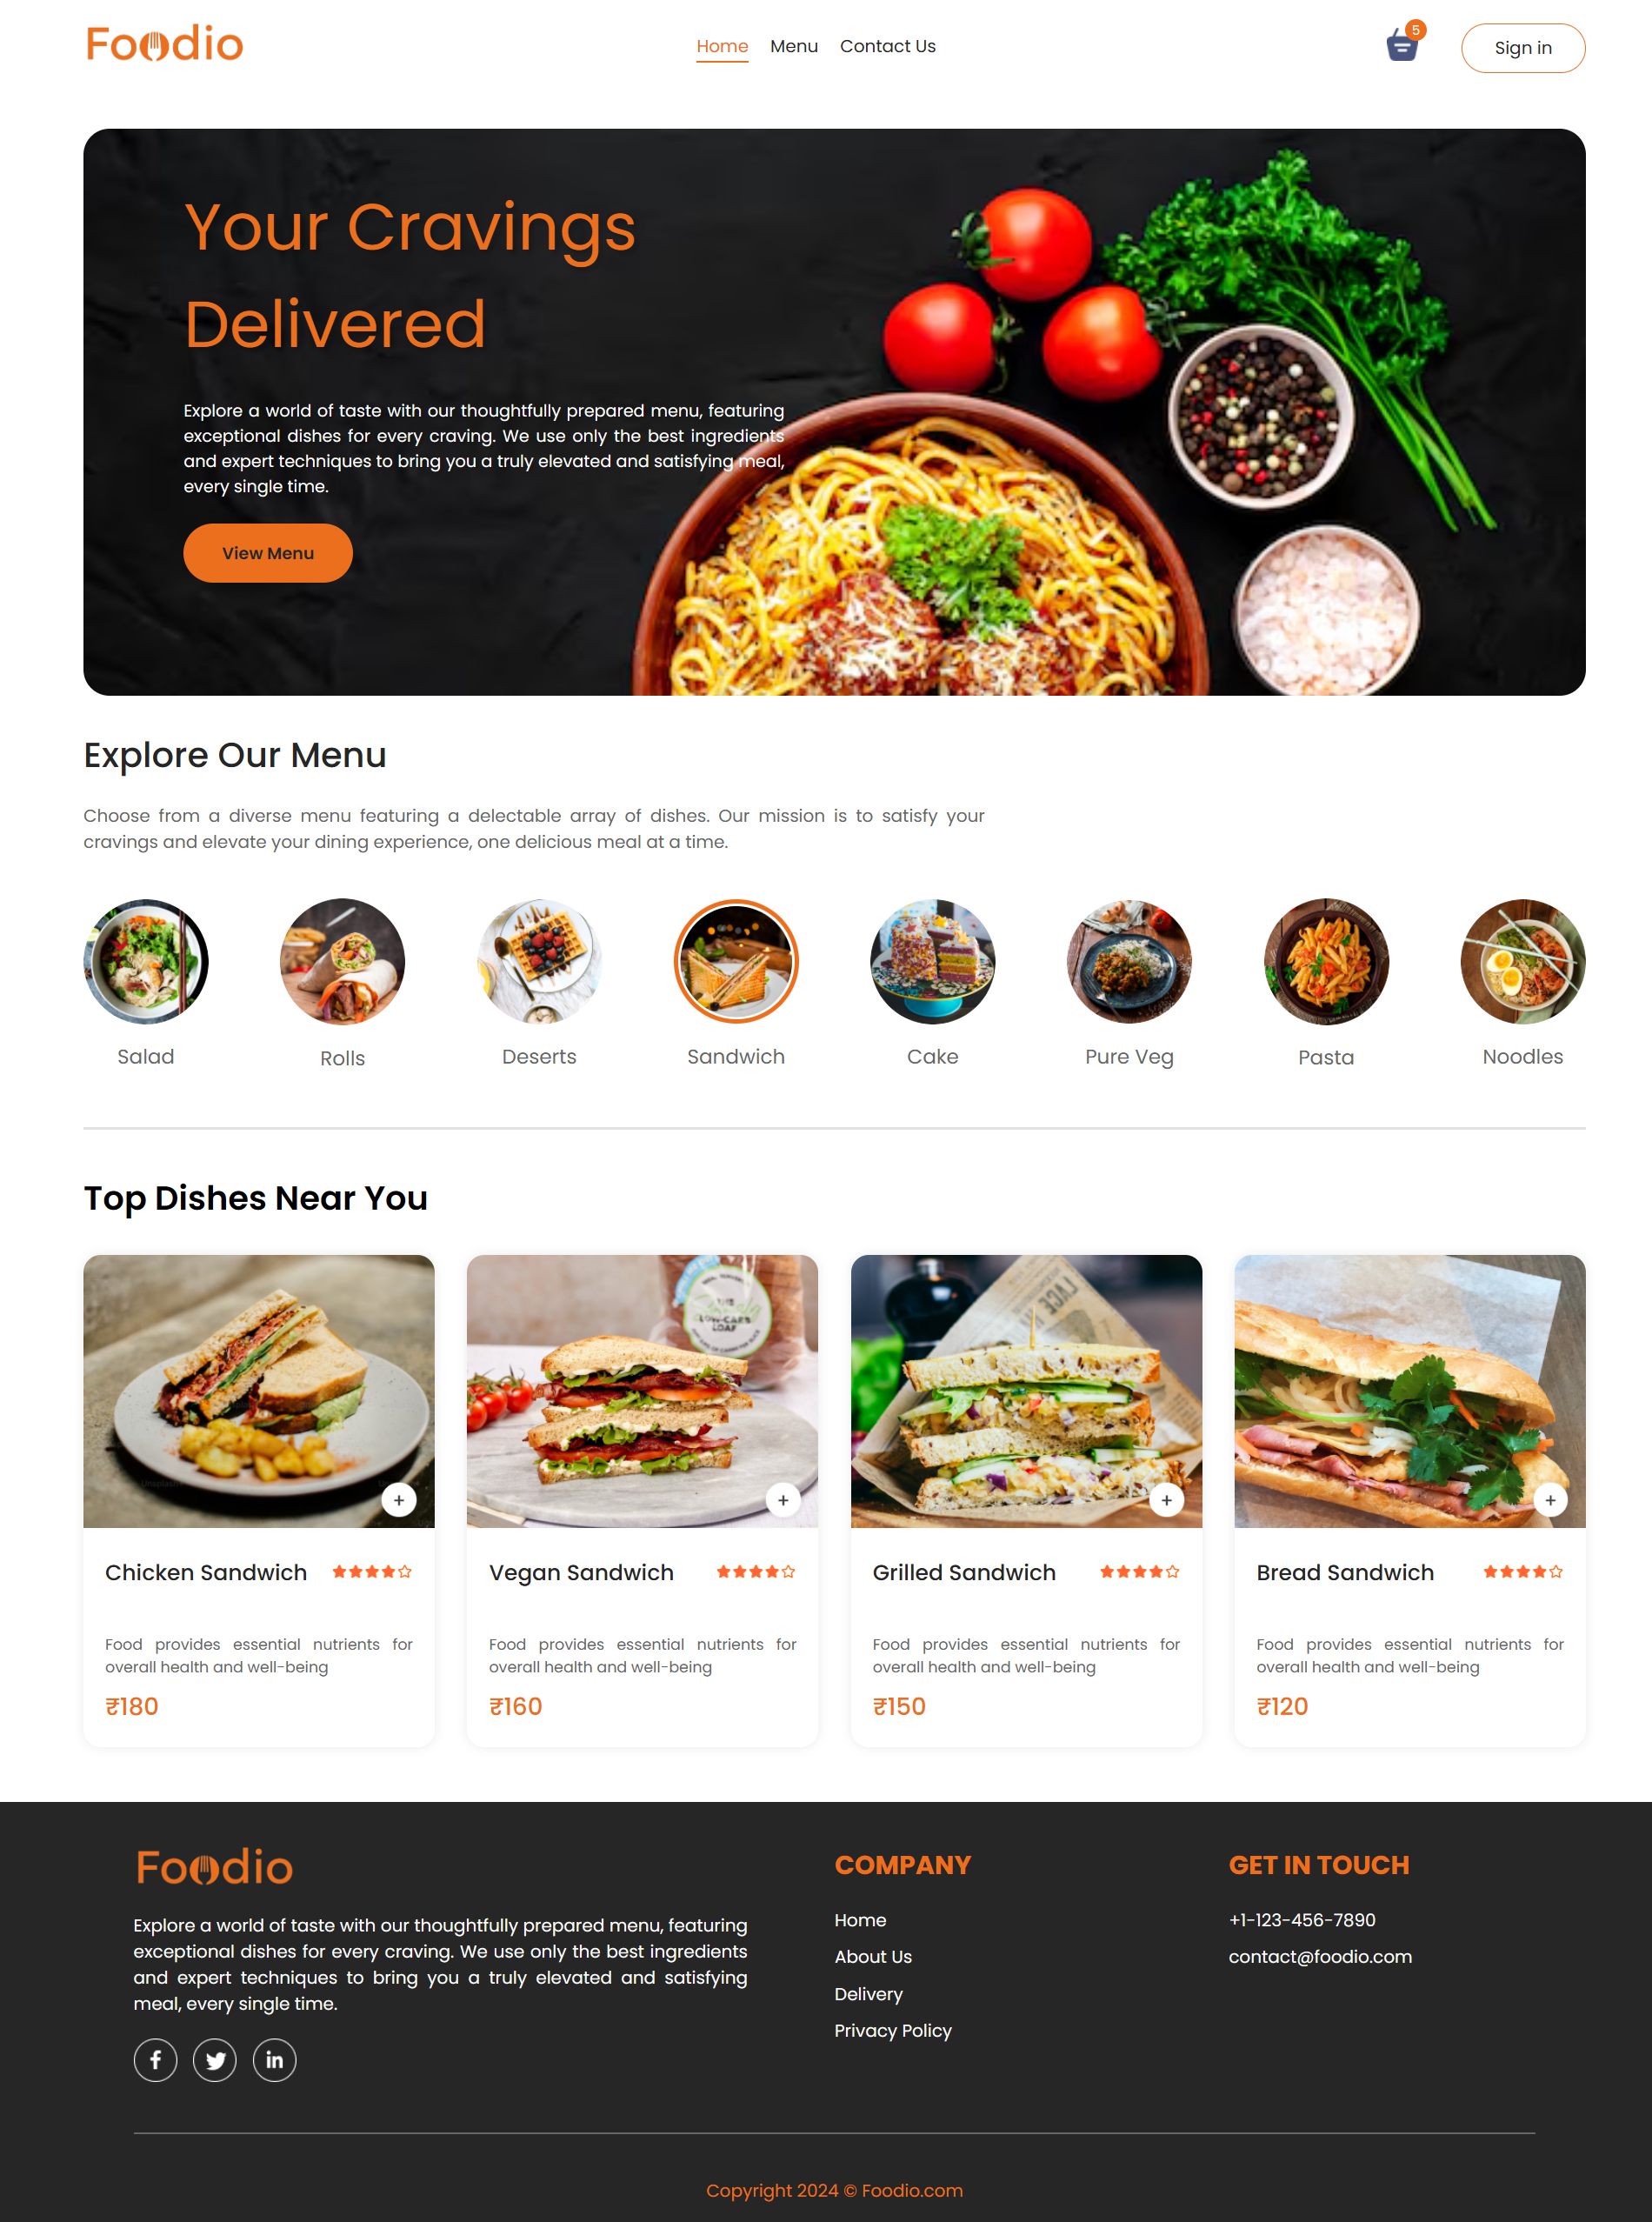 Foodio
Home Menu Contact Us
5
Sign in
Your Cravings
Delivered
Explore a world of taste with our thoughtfully prepared menu, featuring
exceptional dishes for every craving. We use only the best ingredients
and expert techniques to bring you a truly elevated and satisfying meal,
every single time.
View Menu
Explore Our Menu
Choose from a diverse menu featuring a delectable array of dishes. Our mission is to satisfy your
cravings and elevate your dining experience, one delicious meal at a time.
Salad
Rolls
Deserts
Sandwich
Cake
Pure Veg
Pasta
Noodles
Top Dishes Near You
LOW-CARB
LOAF
+
+
+
+
Chicken Sandwich
Food provides essential nutrients for
overall health and well-being
₹180
Vegan Sandwich
Food provides essential nutrients for
overall health and well-being
₹160
Grilled Sandwich
Food provides essential nutrients for
overall health and well-being
₹150
Bread Sandwich
Food provides essential nutrients for
overall health and well-being
₹120
Foodio
Explore a world of taste with our thoughtfully prepared menu, featuring
exceptional dishes for every craving. We use only the best ingredients
and expert techniques to bring you a truly elevated and satisfying
meal, every single time.
f
in
COMPANY
Home
About Us
Delivery
Privacy Policy
GET IN TOUCH
+1-123-456-7890
contact@foodio.com
Copyright 2024 © Foodio.com